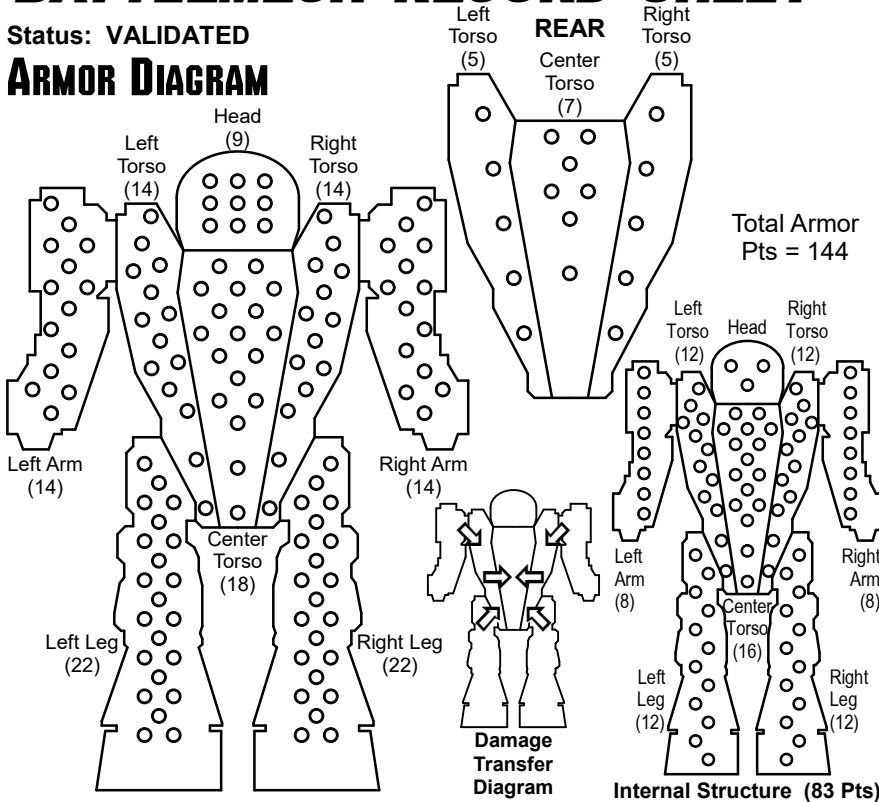 BATTLEMECH RECORD SHEET
Status: VALIDATED
ARMOR DIAGRAM
Head
(9)
Left
Torso
(14)
Right
Torso
(14)
Left Arm
(14)
Right Arm
(14)
Center
Torso
(18)
Left Leg
(22)
Right Leg
(22)
REAR
Left
Torso
(5)
Center
Torso
(7)
Right
Torso
(5)
Total Armor
Pts = 144
Damage
Transfer
Diagram
Left
Torso
(12)
Head
Right
Torso
(12)
Left
Arm
(8)
Right
Arm
(8)
Center
Torso
(16)
Left
Leg
(12)
Right
Leg
(12)
Internal Structure (83 Pts)